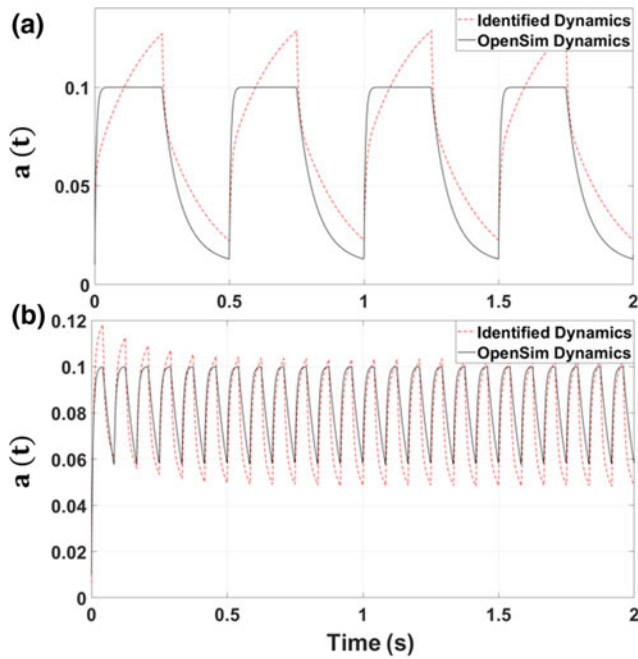 (a)
Identified Dynamics
OpenSim Dynamics
0.1
0.05
0
a (t)
0
0.5
1
1.5
2
(b)
0.12
Identified Dynamics
OpenSim Dynamics
0.1
0.08
0.06
0.04
0.02
0
a (t)
0
0.5
1
1.5
2
Time (s)